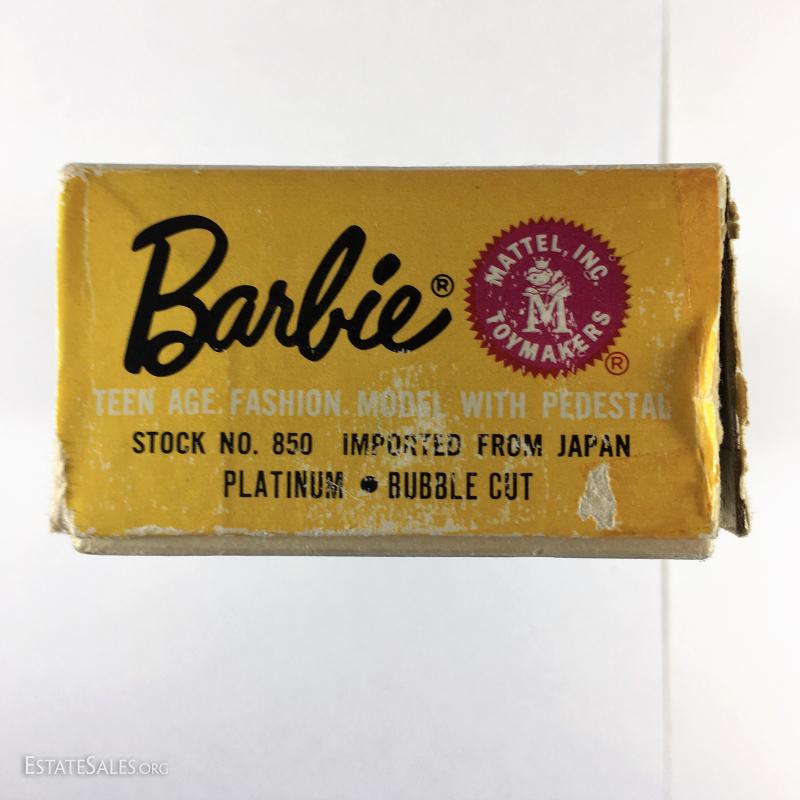 Barbie®
MATTEL, INC.
M
TOYMAKERS
®
TEEN AGE FASHION MODEL WITH PEDESTAL
STOCK NO. 850 IMPORTED FROM JAPAN
PLATINUM • BUBBLE CUT
ESTATESALES.ORG